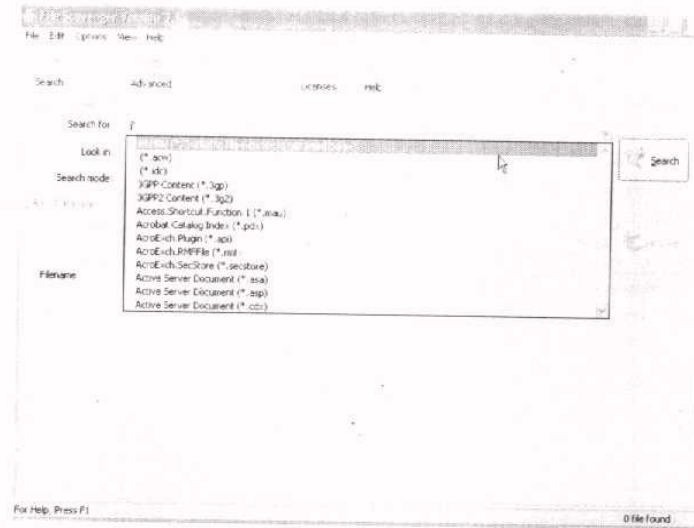 File Edit Options View Help
Search Advanced Licenses Help
Search for
Look in
Search mode
Search
(*.acw)
(*.idc)
3GPP Content (*.3gp)
3GPP2 Content (*.3g2)
Access.Shortcut.Function.1 (*.mau)
Acrobat Catalog Index (*.pdx)
AcroExch.Plugin (*.api)
AcroExch.RMFFile (*.rmf)
AcroExch.SecStore (*.secstore)
Active Server Document (*.asa)
Active Server Document (*.asp)
Active Server Document (*.cdx)
Filename
For Help, Press F1
0 file found